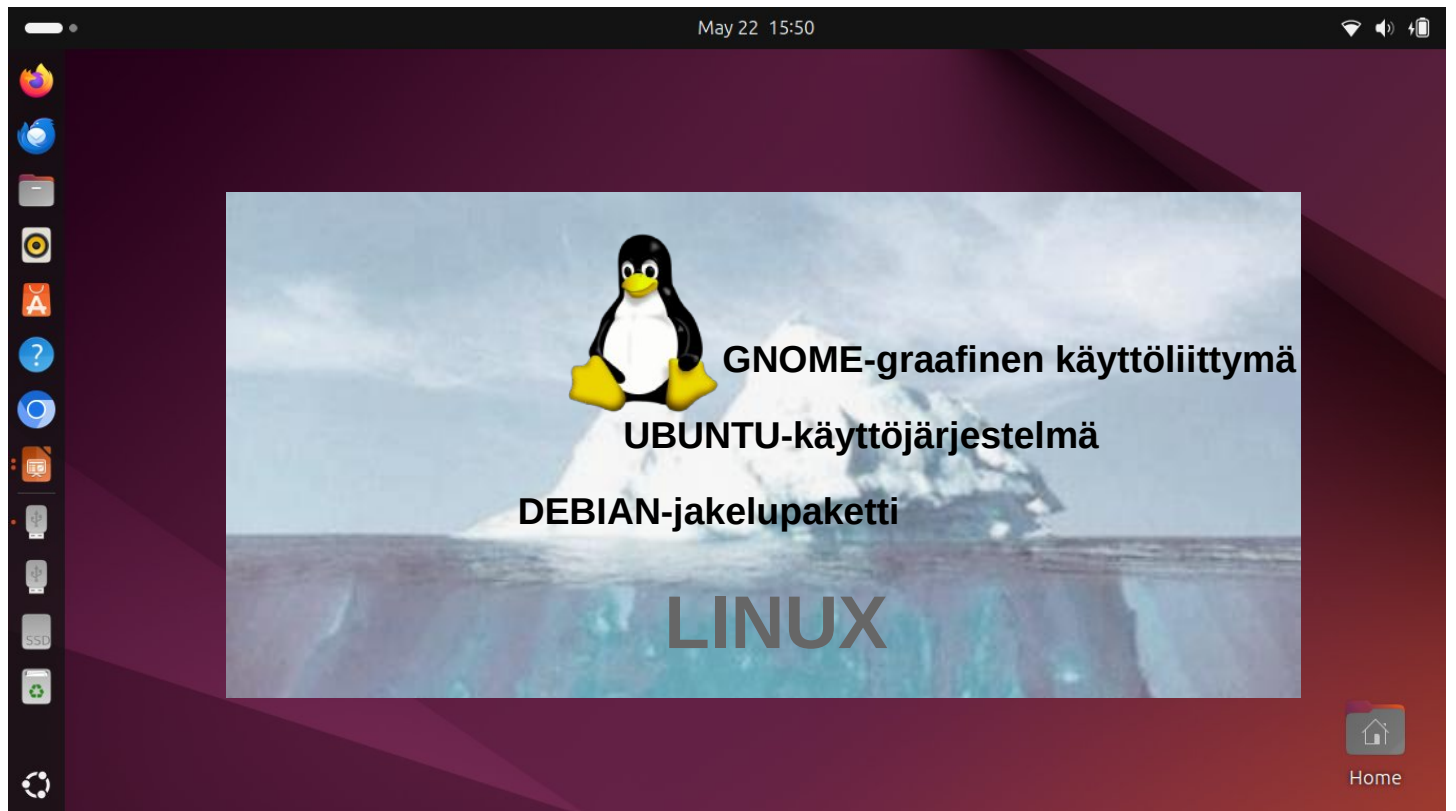 May 22 15:50
GNOME-graafinen käyttöliittymä
UBUNTU-käyttöjärjestelmä
DEBIAN-jakelupaketti
LINUX
SSD
Home